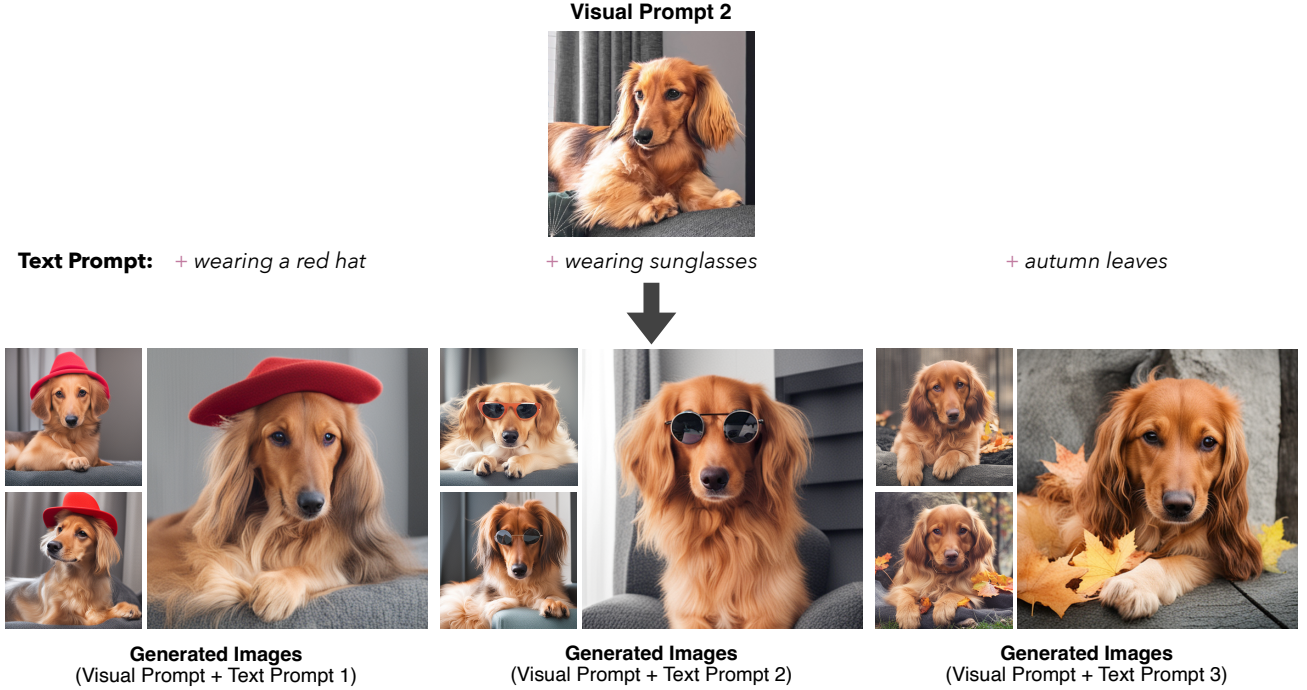 Visual Prompt 2
Text Prompt: + wearing a red hat
+ wearing sunglasses
+ autumn leaves
Generated Images
(Visual Prompt + Text Prompt 1)
Generated Images
(Visual Prompt + Text Prompt 2)
Generated Images
(Visual Prompt + Text Prompt 3)